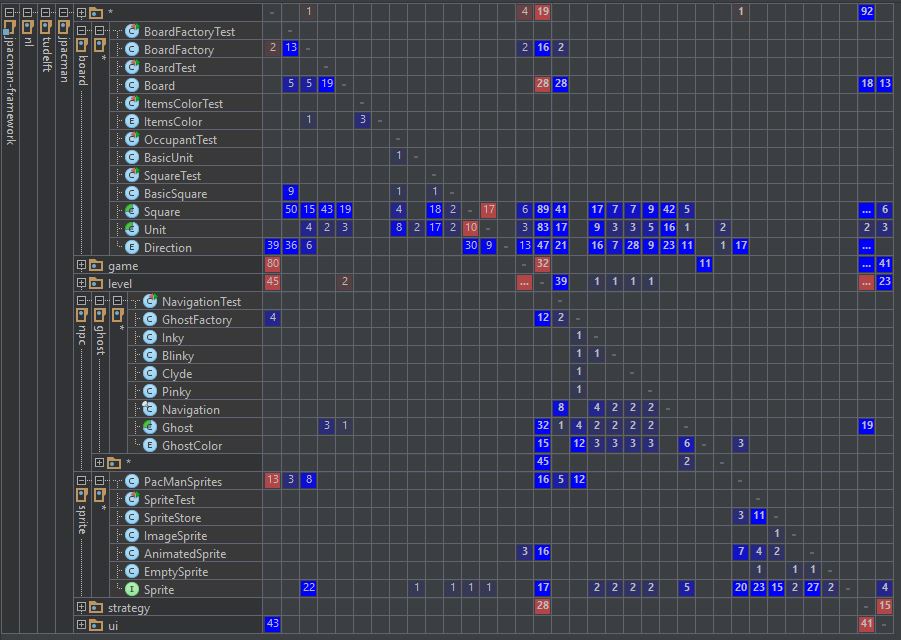 * - 1 4 19 1 92
BoardFactoryTest -
BoardFactory 2 13 - 2 16 2
BoardTest -
Board 5 5 19 - 28 28 18 13
ItemsColorTest -
ItemsColor 1 3 -
OccupantTest -
BasicUnit 1 -
SquareTest -
BasicSquare 9 1 1 -
Square 50 15 43 19 4 18 2 - 17 6 89 41 17 7 7 9 42 5 ... 6
Unit 4 2 3 8 2 17 2 10 - 3 83 17 9 3 3 5 16 1 2 2 3
Direction 39 36 6 30 9 - 13 47 21 16 7 28 9 23 11 1 17 ...
game 80 - 32 11 ... 41
level 45 2 ... - 39 1 1 1 1 ... 23
NavigationTest -
GhostFactory 4 12 2 -
Inky 1 -
Blinky 1 1 -
Clyde 1 -
Pinky 1 -
Navigation 8 4 2 2 2 -
Ghost 3 1 32 1 4 2 2 2 2 - 19
GhostColor 15 12 3 3 3 3 6 - 3
* 45 2 -
PacManSprites 13 3 8 16 5 12 -
SpriteTest -
SpriteStore 3 11 -
ImageSprite 1 -
AnimatedSprite 3 16 7 4 2 -
EmptySprite 1 1 1 -
Sprite 22 1 1 1 1 17 2 2 2 2 5 20 23 15 2 27 2 - 4
strategy 28 - 15
ui 43 41 -
jpacman-framework
nl
tudelft
jpacman
board
*
npc
ghost
*
sprite
*